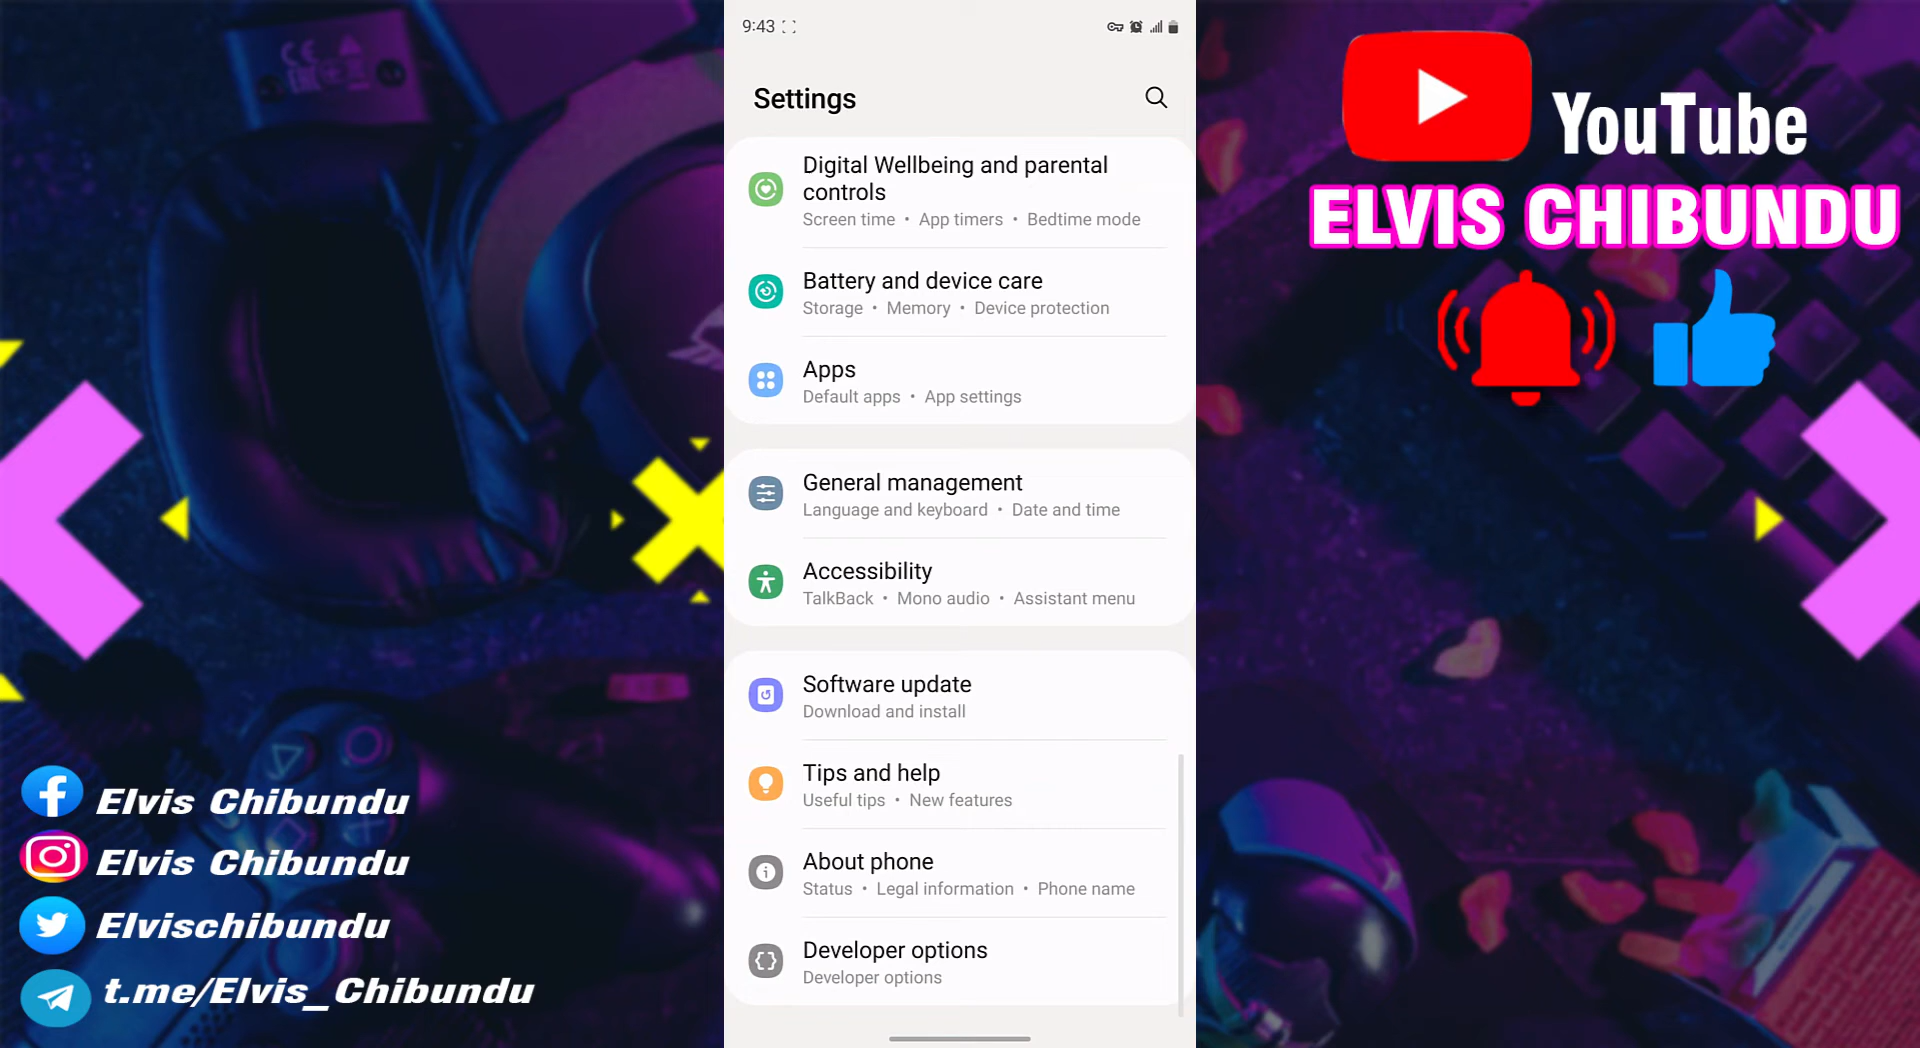 9:43
Settings
Digital Wellbeing and parental
controls
Screen time • App timers • Bedtime mode
Battery and device care
Storage • Memory • Device protection
Apps
Default apps • App settings
General management
Language and keyboard • Date and time
Accessibility
TalkBack • Mono audio • Assistant menu
Software update
Download and install
Tips and help
Useful tips • New features
About phone
Status • Legal information • Phone name
Developer options
Developer options
YouTube
ELVIS CHIBUNDU
Elvis Chibundu
Elvis Chibundu
Elvischibundu
t.me/Elvis_Chibundu
CE